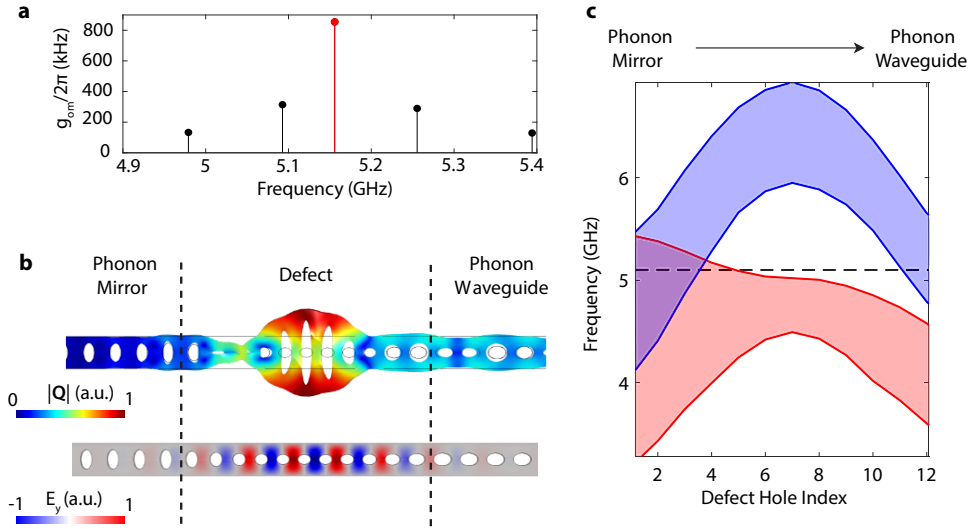 a
g_om/2π (kHz)
800
600
400
200
0
4.9 5 5.1 5.2 5.3 5.4
Frequency (GHz)
b
Phonon Mirror
Defect
Phonon Waveguide
0 |Q| (a.u.) 1
-1 E_y (a.u.) 1
c
Phonon Mirror
Phonon Waveguide
Frequency (GHz)
6
5
4
2 4 6 8 10 12
Defect Hole Index